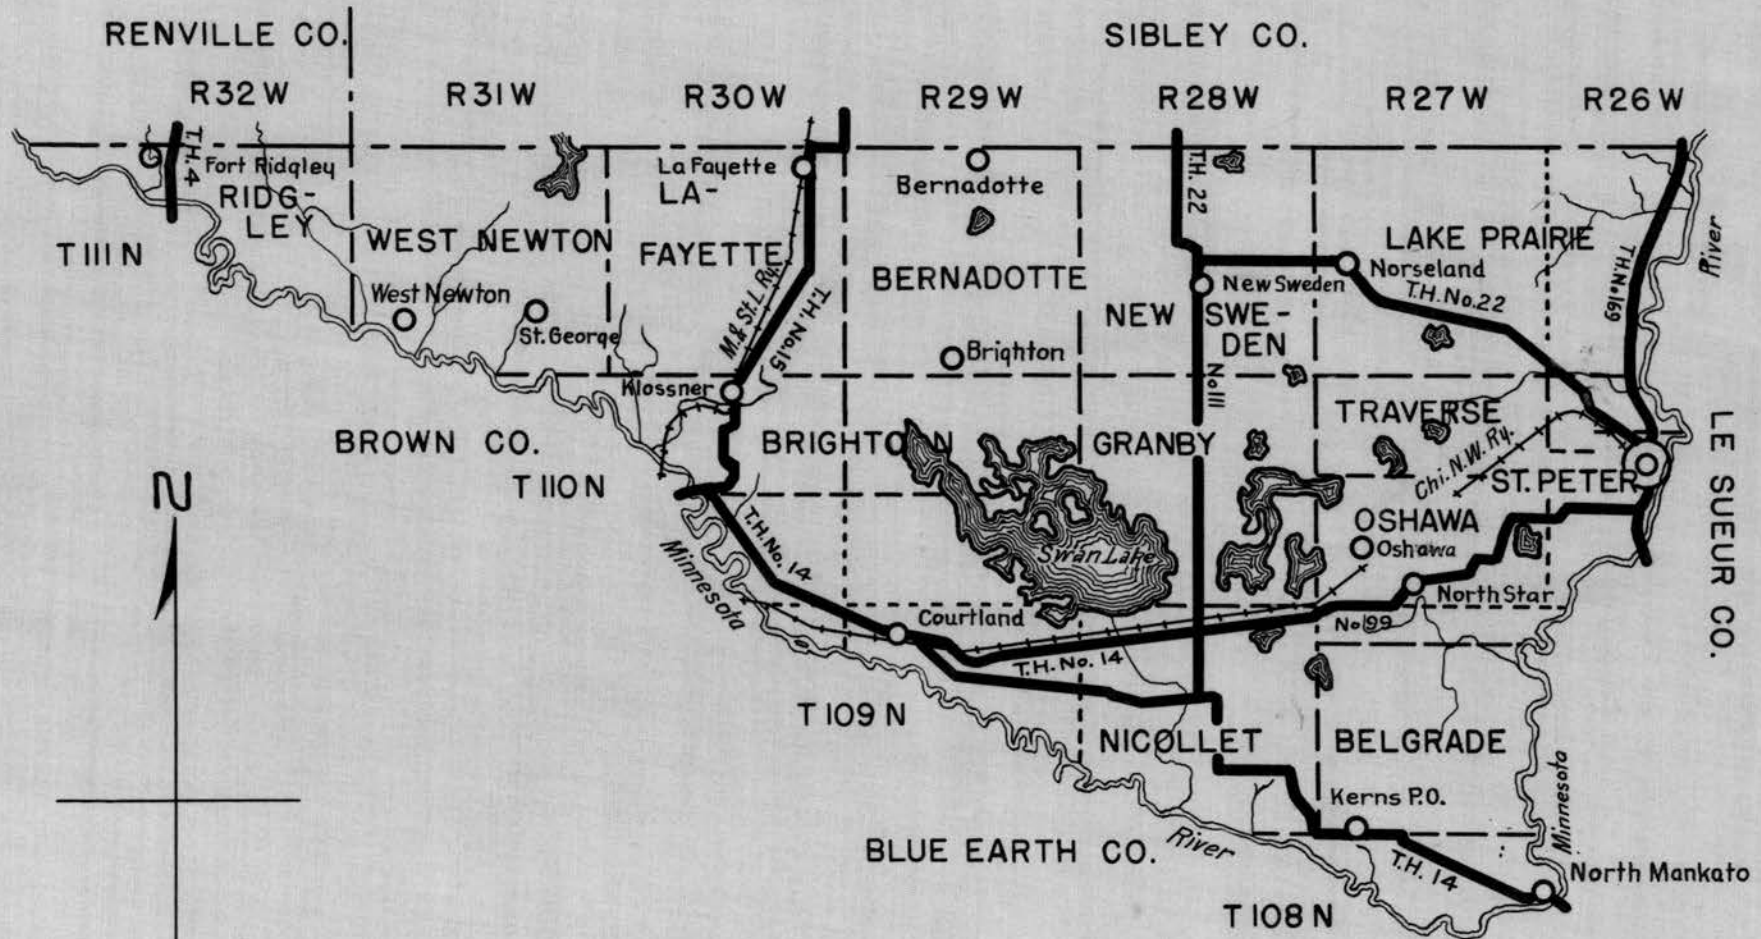 RENVILLE CO.
SIBLEY CO.
R32W
R31W
R30W
R29W
R28W
R27W
R26W
T.H. 4
Fort Ridgley
RIDG-
LEY
T111N
WEST NEWTON
West Newton
St. George
La Fayette
LA-
FAYETTE
M.& St. L. Ry.
T.H. No. 15
Klossner
Bernadotte
BERNADOTTE
Brighton
T.H. 22
New Sweden
NEW SWE-
DEN
No 111
LAKE PRAIRIE
Norseland
T.H. No. 22
T.H. No. 169
River
BROWN CO.
T 110 N
BRIGHTON
GRANBY
TRAVERSE
Chi. N.W. Ry.
ST. PETER
LE SUEUR CO.
OSHAWA
Oshawa
North Star
No 99
Swan Lake
N
Minnesota
T.H. No. 14
Courtland
T.H. No. 14
T 109 N
NICOLLET
BELGRADE
Kerns P.O.
Minnesota
BLUE EARTH CO.
River
T.H. 14
North Mankato
T 108 N